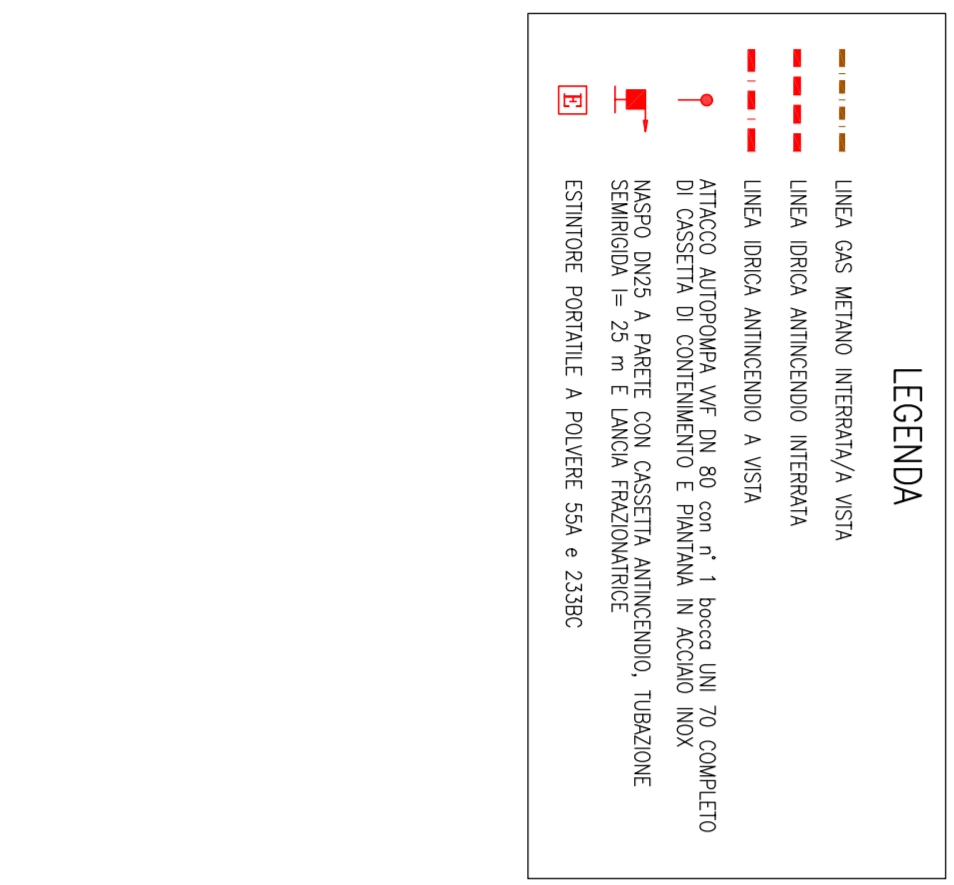 LEGENDA
LINEA GAS METANO INTERRATA/A VISTA
LINEA IDRICA ANTINCENDIO INTERRATA
LINEA IDRICA ANTINCENDIO A VISTA
ATTACCO AUTOPOMPA VVF DN 80 con n° 1 bocca UNI 70 COMPLETO
DI CASSETTA DI CONTENIMENTO E PIANTANA IN ACCIAIO INOX
NASPO DN25 A PARETE CON CASSETTA ANTINCENDIO, TUBAZIONE
SEMIRIGIDA l= 25 m E LANCIA FRAZIONATRICE
E
ESTINTORE PORTATILE A POLVERE 55A e 233BC